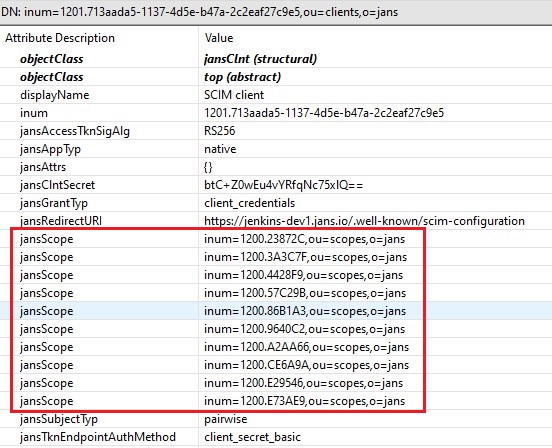 DN: inum=1201.713aada5-1137-4d5e-b47a-2c2eaf27c9e5,ou=clients,o=jans
Attribute Description Value
objectClass jansClnt (structural)
objectClass top (abstract)
displayName SCIM client
inum 1201.713aada5-1137-4d5e-b47a-2c2eaf27c9e5
jansAccessTknSigAlg RS256
jansAppTyp native
jansAttrs {}
jansClntSecret btC+Z0wEu4vYRfqNc75xIQ==
jansGrantTyp client_credentials
jansRedirectURI https://jenkins-dev1.jans.io/.well-known/scim-configuration
jansScope inum=1200.23872C,ou=scopes,o=jans
jansScope inum=1200.3A3C7F,ou=scopes,o=jans
jansScope inum=1200.4428F9,ou=scopes,o=jans
jansScope inum=1200.57C29B,ou=scopes,o=jans
jansScope inum=1200.86B1A3,ou=scopes,o=jans
jansScope inum=1200.9640C2,ou=scopes,o=jans
jansScope inum=1200.A2AA66,ou=scopes,o=jans
jansScope inum=1200.CE6A9A,ou=scopes,o=jans
jansScope inum=1200.E29546,ou=scopes,o=jans
jansScope inum=1200.E73AE9,ou=scopes,o=jans
jansSubjectTyp pairwise
jansTknEndpointAuthMethod client_secret_basic